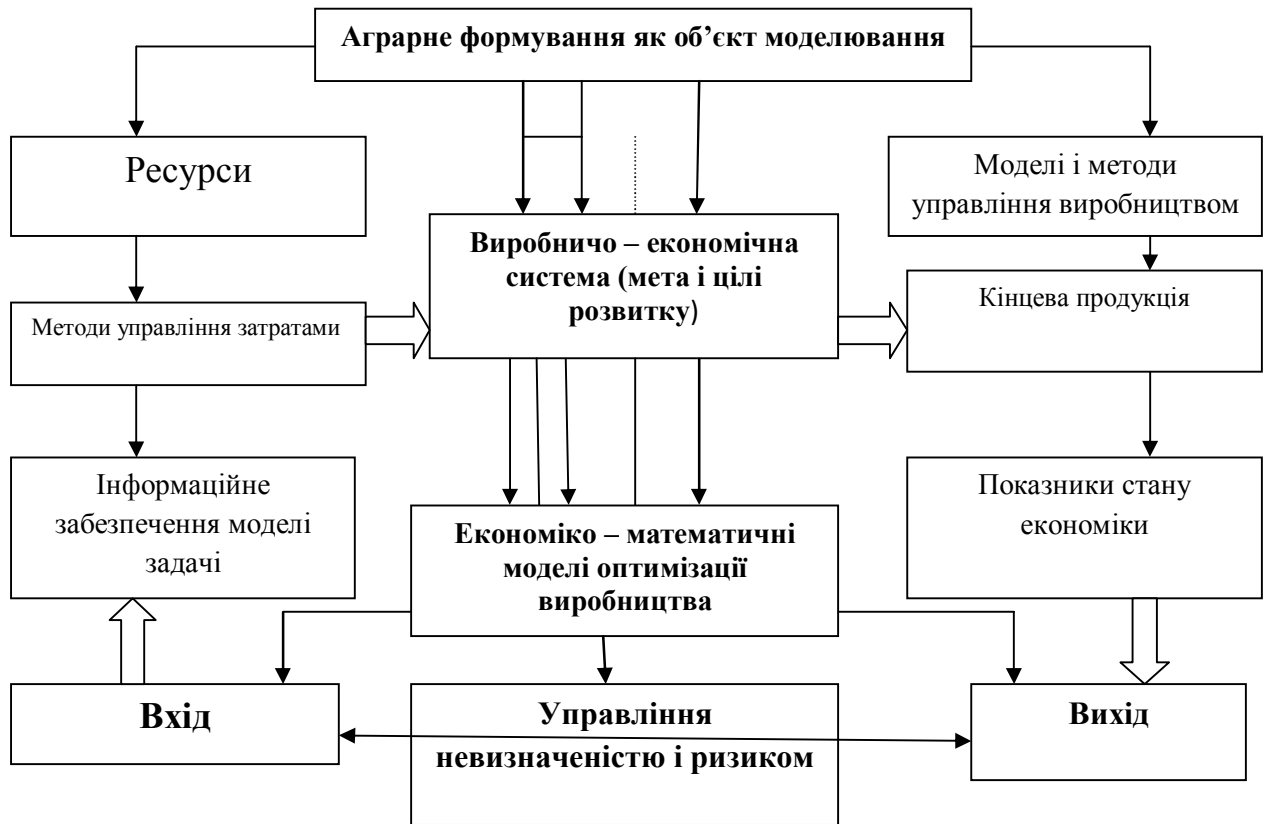 Аграрне формування як об’єкт моделювання
Ресурси
Моделі і методи
управління виробництвом
Виробничо – економічна
система (мета і цілі
розвитку)
Методи управління затратами
Кінцева продукція
Інформаційне
забезпечення моделі
задачі
Економіко – математичні
моделі оптимізації
виробництва
Показники стану
економіки
Вхід
Управління
невизначеністю і ризиком
Вихід